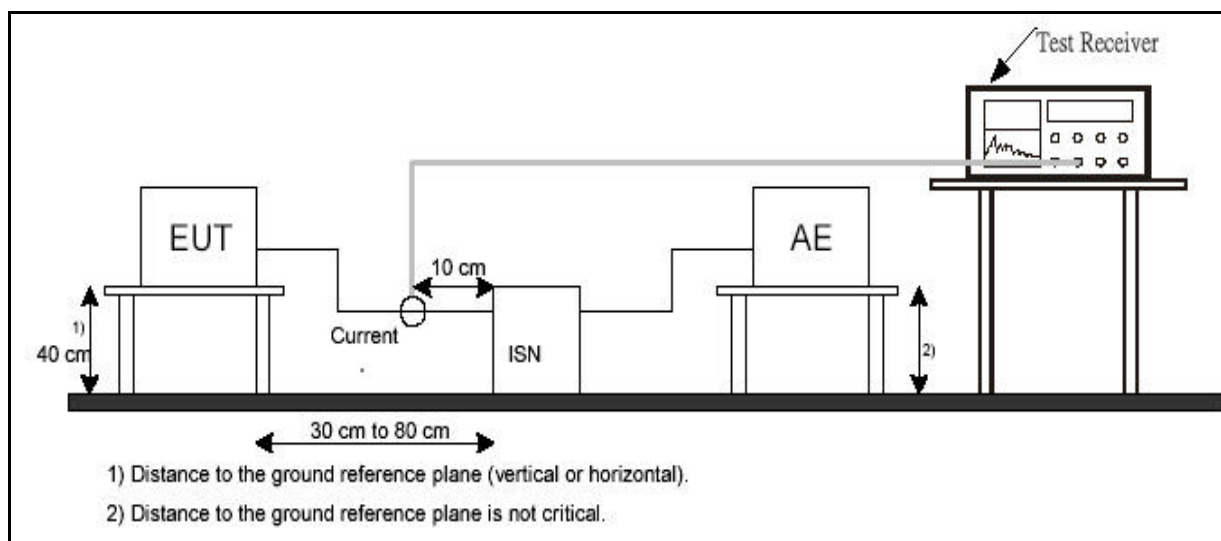 Test Receiver
EUT
AE
10 cm
1)
40 cm
Current
ISN
2)
30 cm to 80 cm
1) Distance to the ground reference plane (vertical or horizontal).
2) Distance to the ground reference plane is not critical.